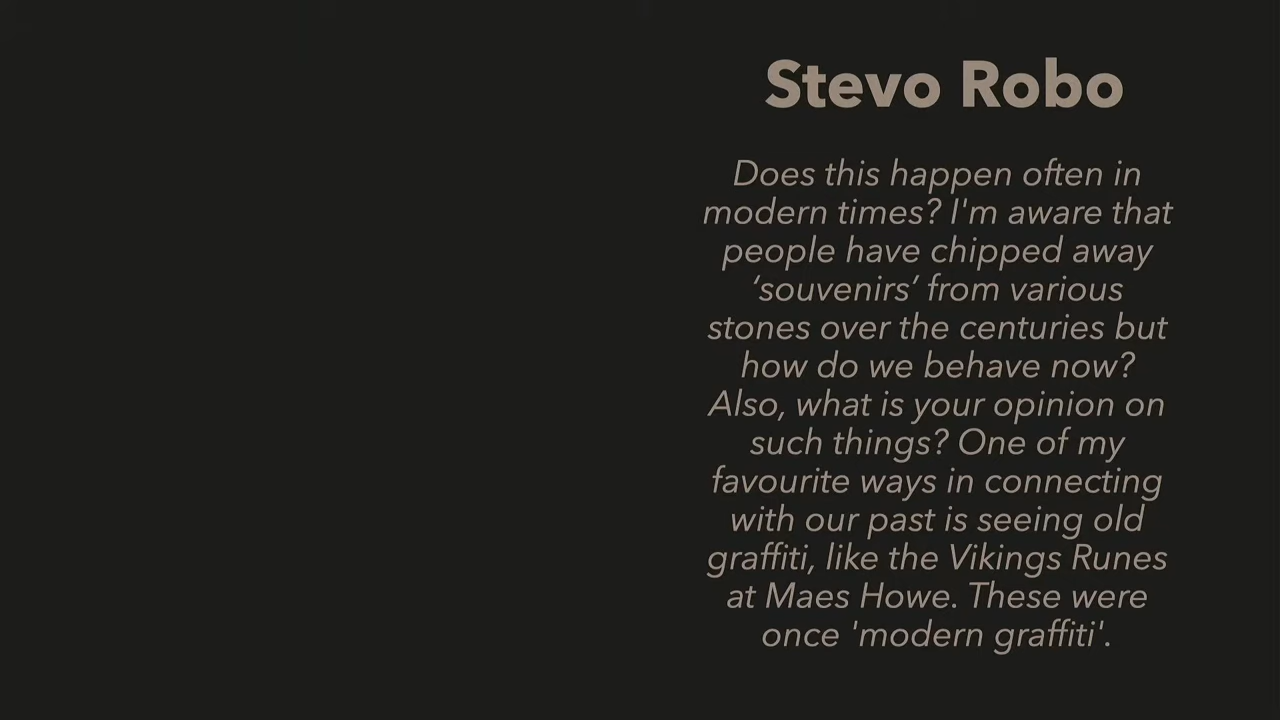 Stevo Robo
Does this happen often in
modern times? I'm aware that
people have chipped away
‘souvenirs’ from various
stones over the centuries but
how do we behave now?
Also, what is your opinion on
such things? One of my
favourite ways in connecting
with our past is seeing old
graffiti, like the Vikings Runes
at Maes Howe. These were
once 'modern graffiti'.